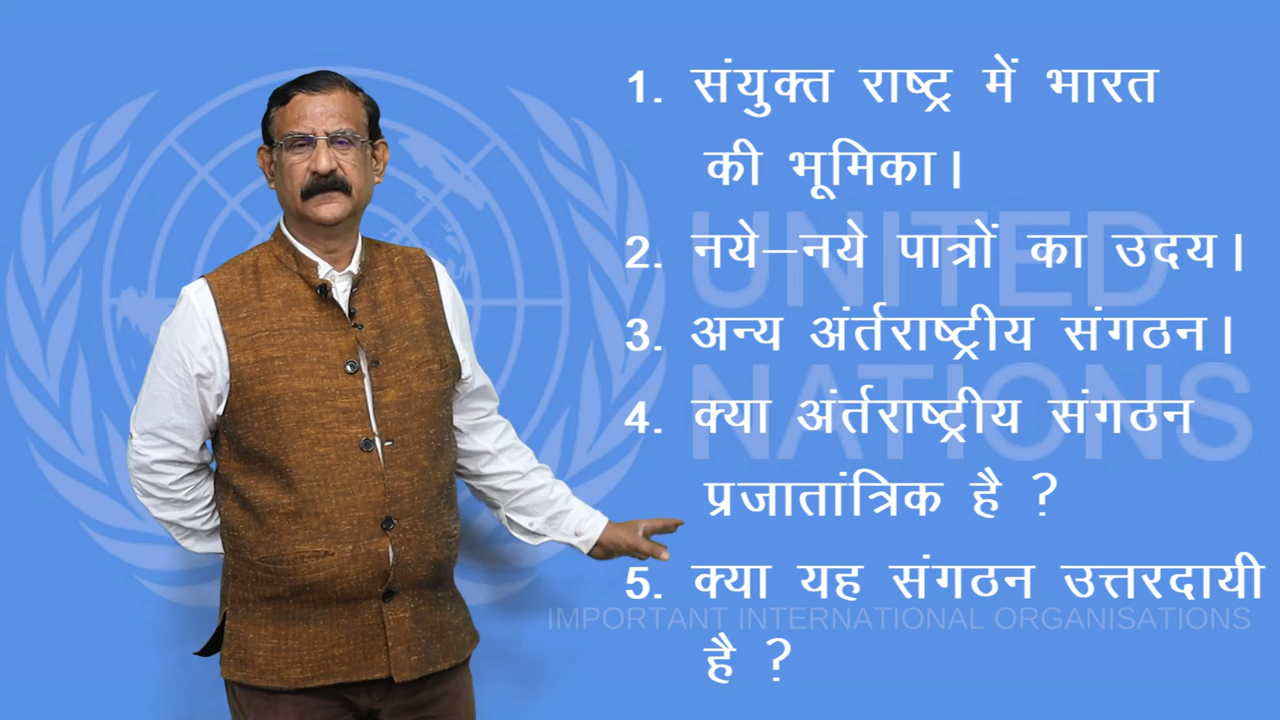 1. संयुक्त राष्ट्र में भारत
की भूमिका।
2. नये–नये पात्रों का उदय।
UNITED
3. अन्य अंर्तराष्ट्रीय संगठन।
NATIONS
4. क्या अंर्तराष्ट्रीय संगठन
प्रजातांत्रिक है ?
5. क्या यह संगठन उत्तरदायी
IMPORTANT INTERNATIONAL ORGANISATIONS
है ?